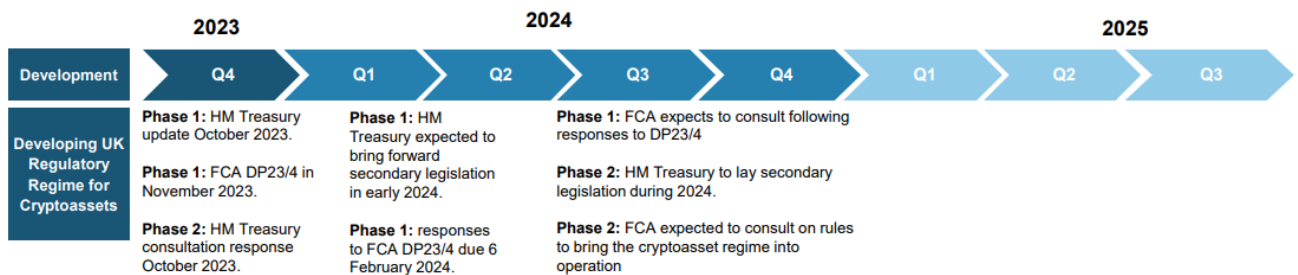 2023
2024
2025
Development
Q4
Q1
Q2
Q3
Q4
Q1
Q2
Q3
Developing UK
Regulatory
Regime for
Cryptoassets
Phase 1: HM Treasury
update October 2023.
Phase 1: FCA DP23/4 in
November 2023.
Phase 2: HM Treasury
consultation response
October 2023.
Phase 1: HM
Treasury expected to
bring forward
secondary legislation
in early 2024.
Phase 1: responses
to FCA DP23/4 due 6
February 2024.
Phase 1: FCA expects to consult following
responses to DP23/4
Phase 2: HM Treasury to lay secondary
legislation during 2024.
Phase 2: FCA expected to consult on rules
to bring the cryptoasset regime into
operation